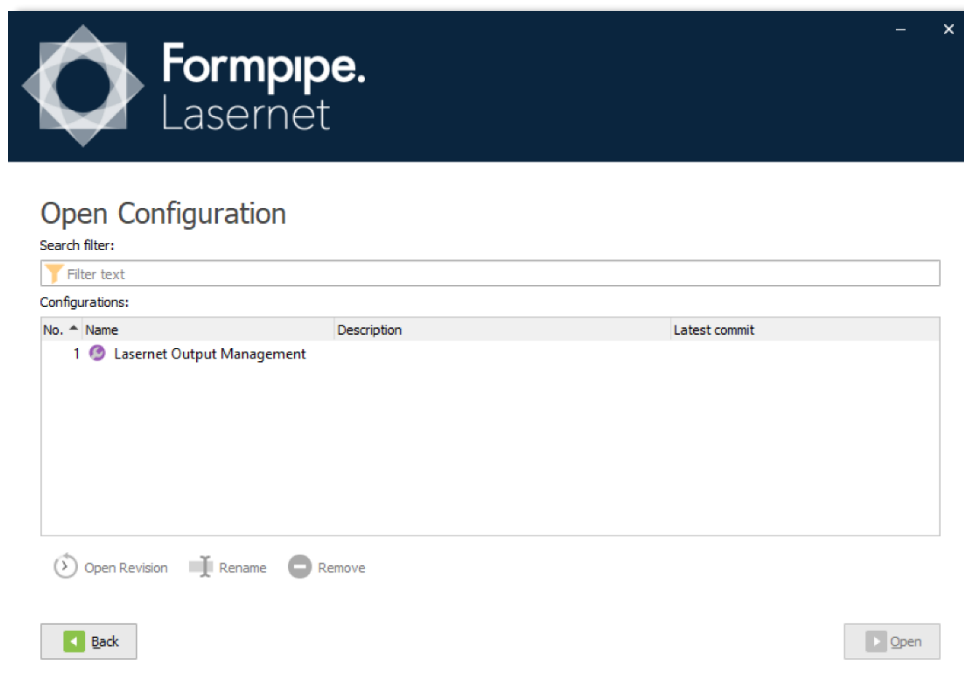 Formpipe.
Lasernet
Open Configuration
Search filter:
Filter text
Configurations:
No. Name Description Latest commit
1 Lasernet Output Management
Open Revision Rename Remove
Back Open